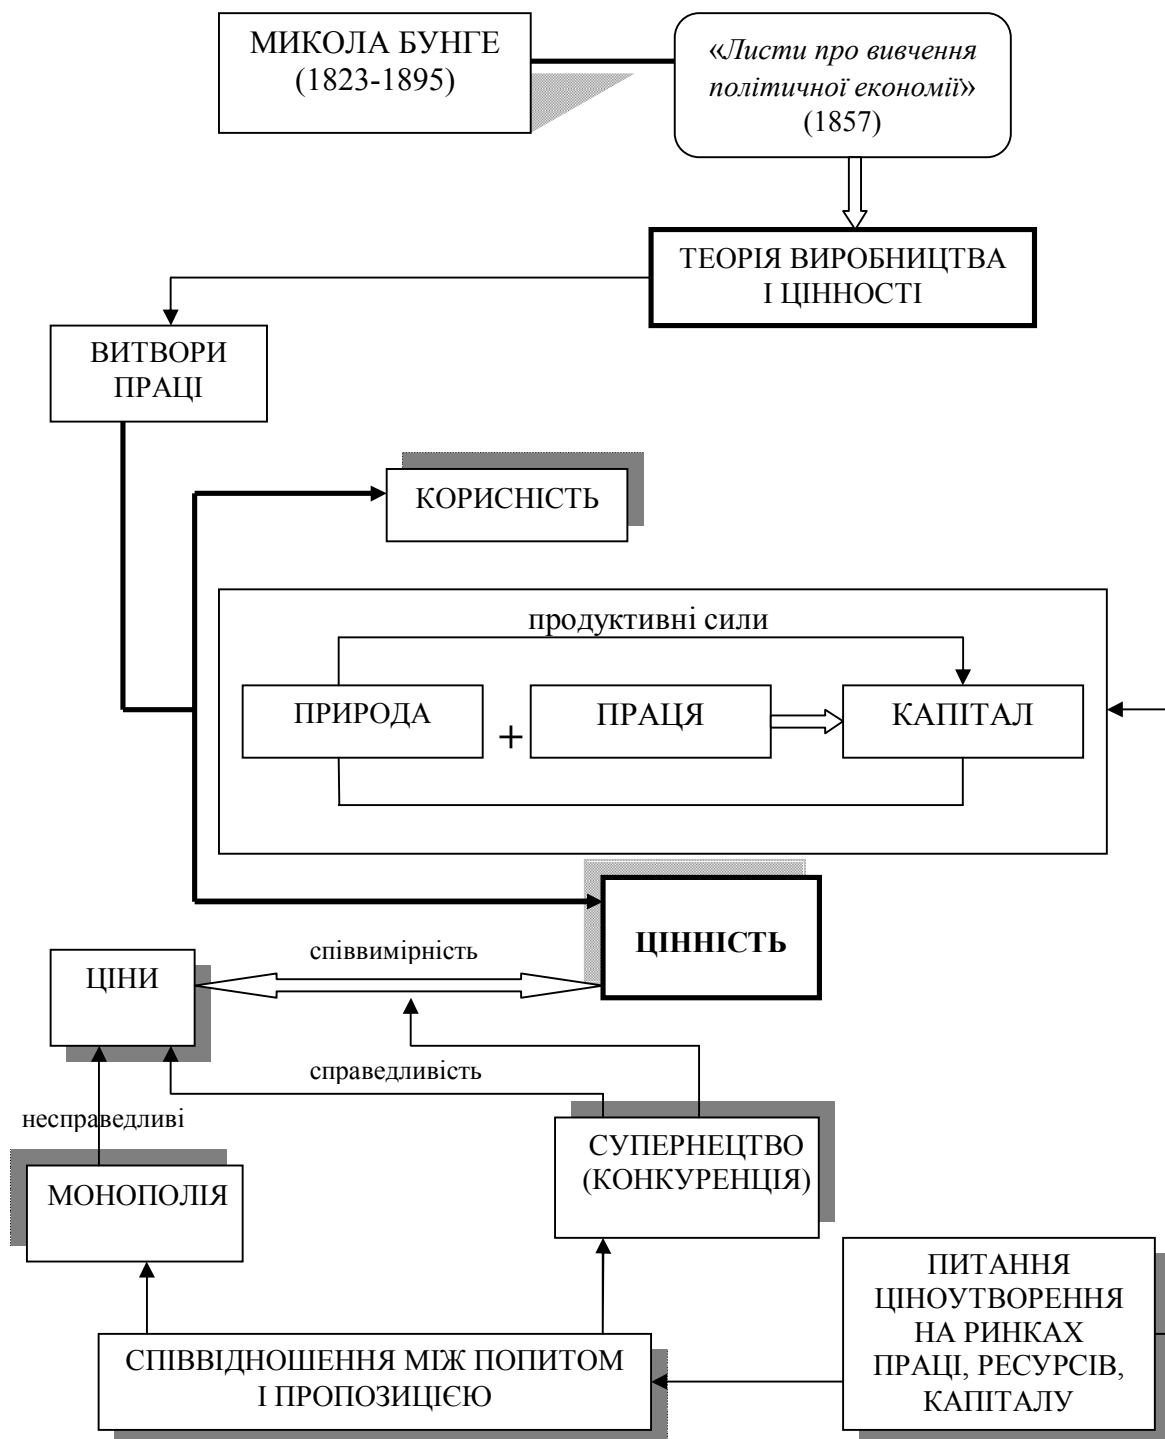 МИКОЛА БУНГЕ
(1823-1895)
«Листи про вивчення
політичної економії»
(1857)
ТЕОРІЯ ВИРОБНИЦТВА
І ЦІННОСТІ
ВИТВОРИ
ПРАЦІ
КОРИСНІСТЬ
продуктивні сили
ПРИРОДА
+
ПРАЦЯ
КАПІТАЛ
ЦІННІСТЬ
співвимірність
ЦІНИ
справедливість
несправедливі
СУПЕРНЕЦТВО
(КОНКУРЕНЦІЯ)
МОНОПОЛІЯ
ПИТАННЯ
ЦІНОУТВОРЕННЯ
НА РИНКАХ
ПРАЦІ, РЕСУРСІВ,
КАПІТАЛУ
СПІВВІДНОШЕННЯ МІЖ ПОПИТОМ
І ПРОПОЗИЦІЄЮ